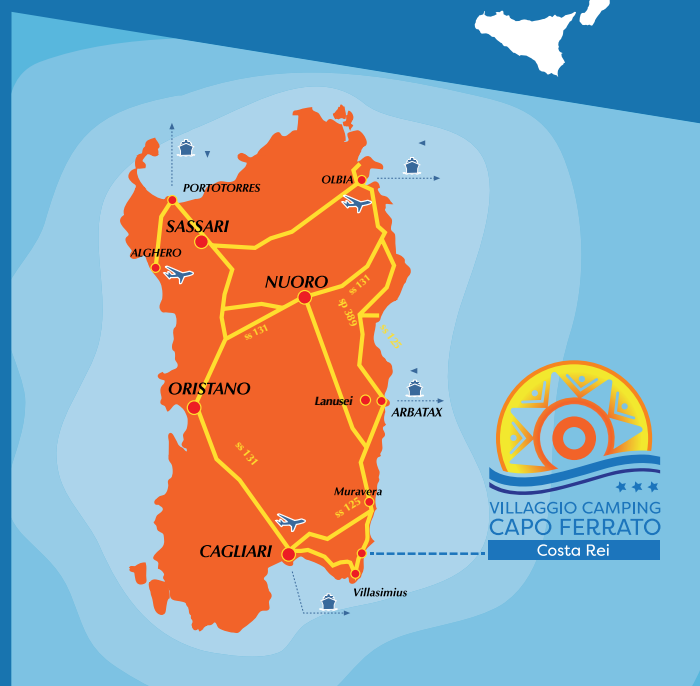 PORTOTORRES
OLBIA
SASSARI
ALGHERO
NUORO
ss 131
sp 389
ss 125
ss 131
ORISTANO
Lanusei
ARBATAX
ss 131
Muravera
ss 125
CAGLIARI
Villasimius
VILLAGGIO CAMPING
CAPO FERRATO
Costa Rei